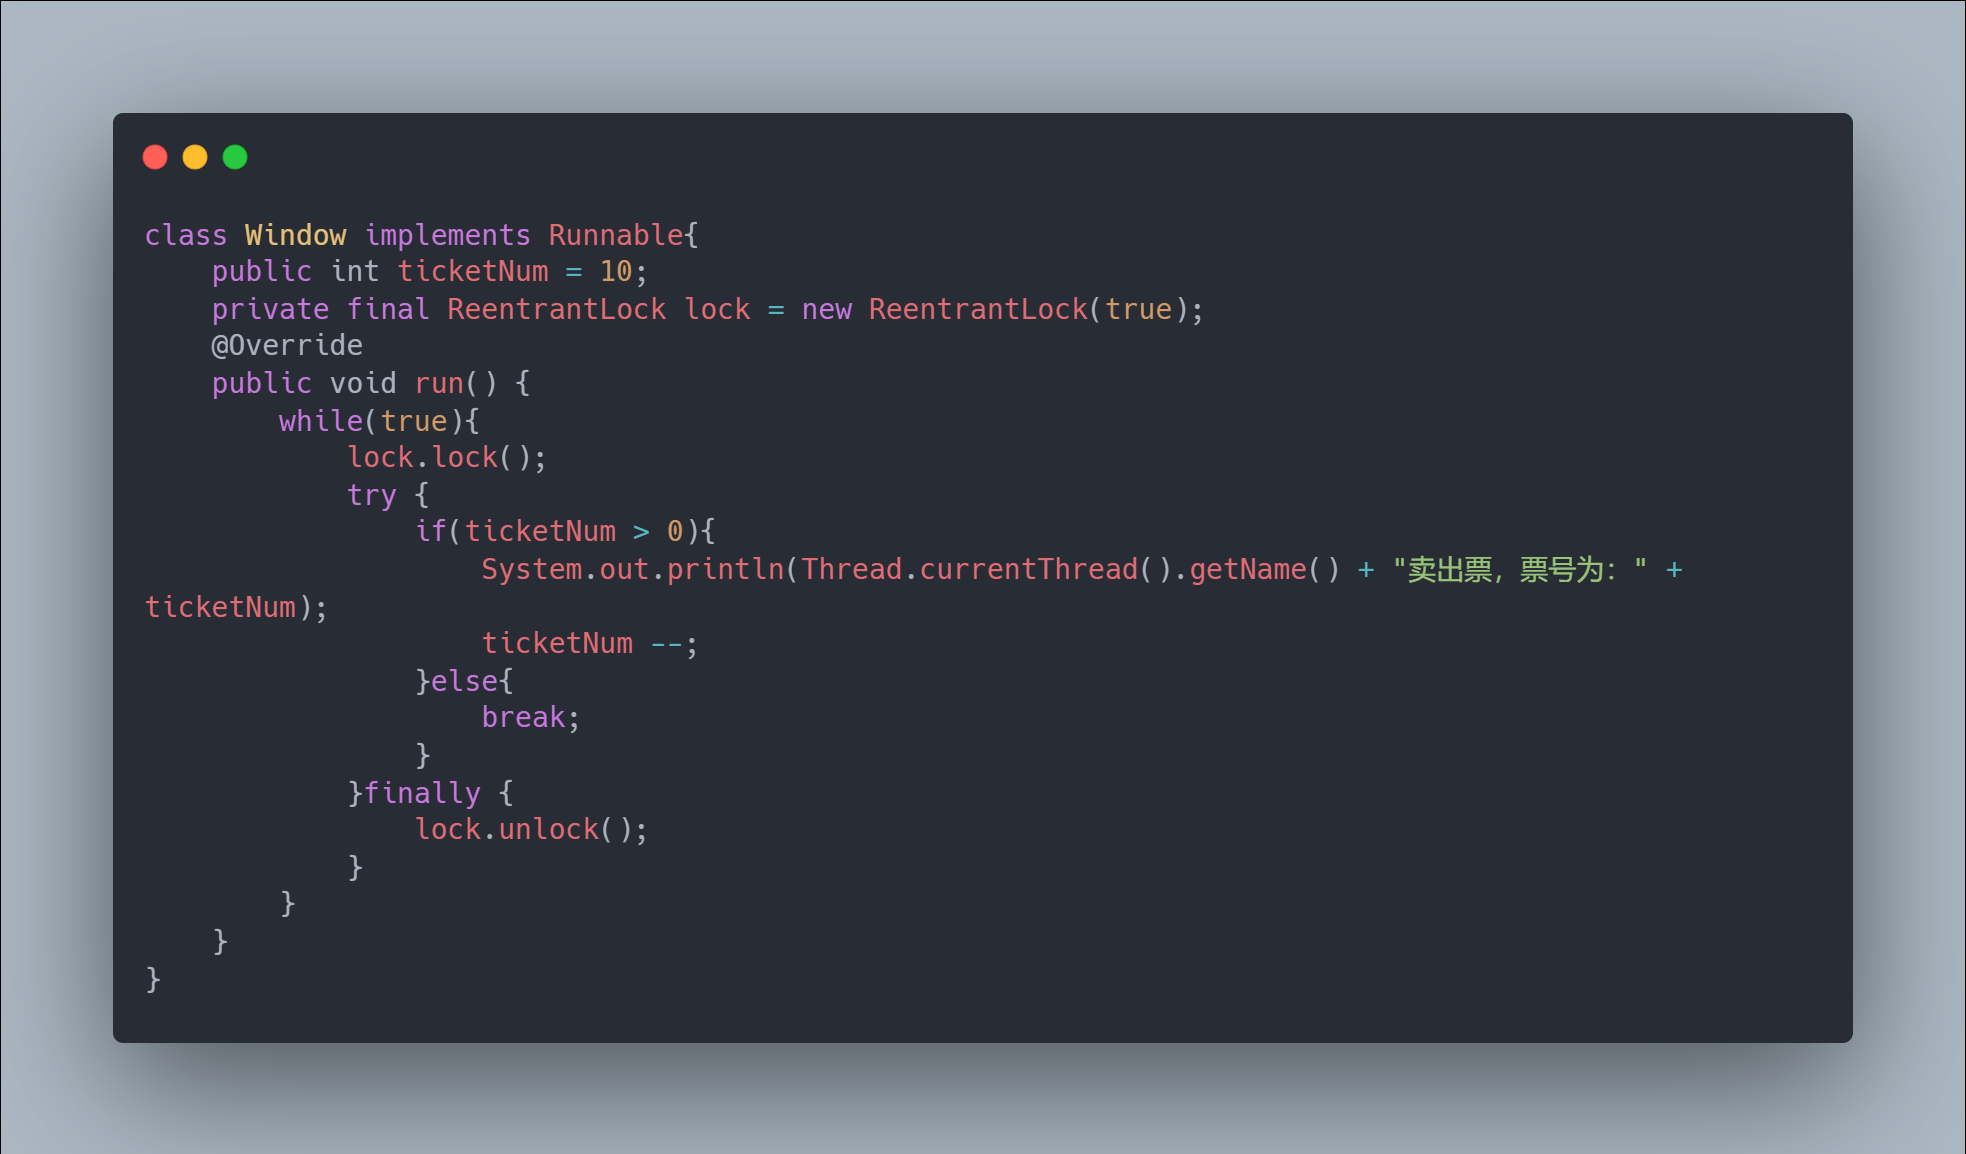 class Window implements Runnable{
    public int ticketNum = 10;
    private final ReentrantLock lock = new ReentrantLock(true);
    @Override
    public void run() {
        while(true){
            lock.lock();
            try {
                if(ticketNum > 0){
                    System.out.println(Thread.currentThread().getName() + "卖出票，票号为：" +
ticketNum);
                    ticketNum --;
                }else{
                    break;
                }
            }finally {
                lock.unlock();
            }
        }
    }
}